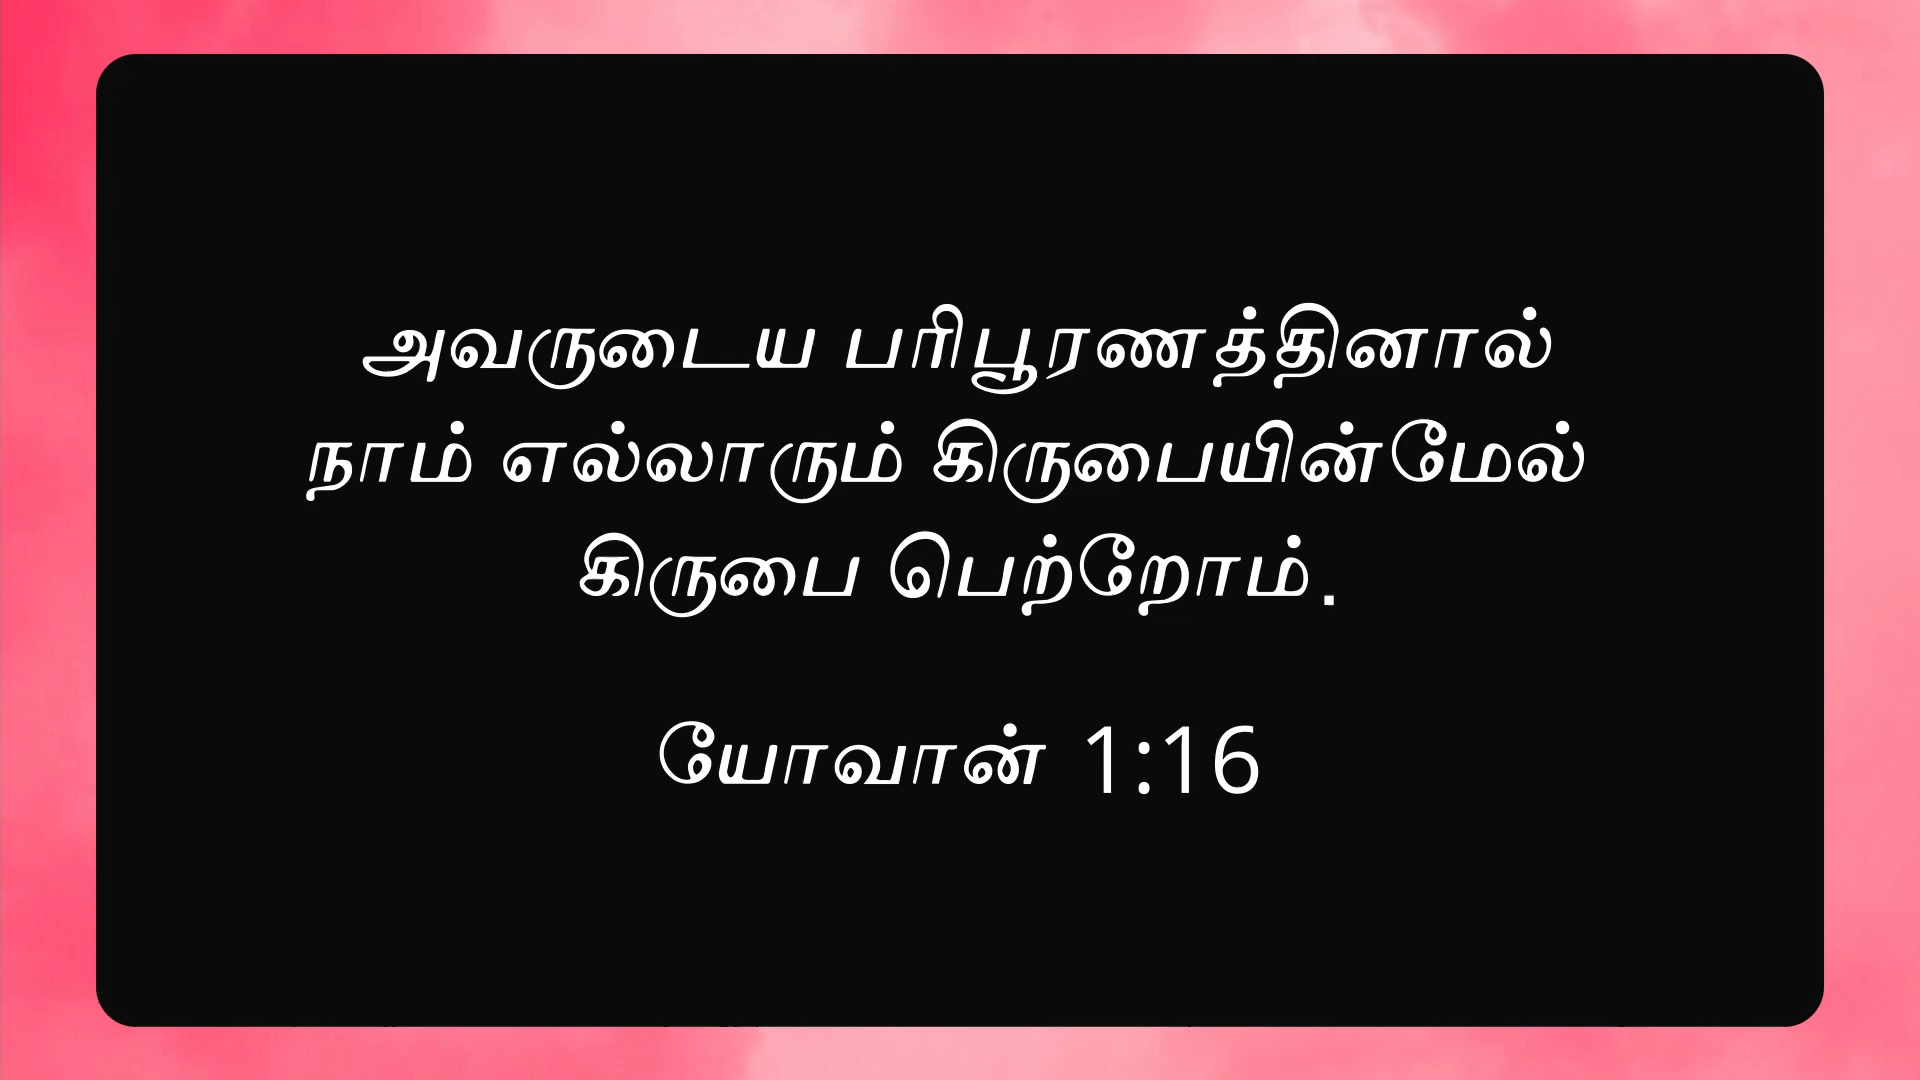 அவருடைய பரிபூரணத்தினால்
நாம் எல்லாரும் கிருபையின்மேல்
கிருபை பெற்றோம்.
யோவான் 1:16